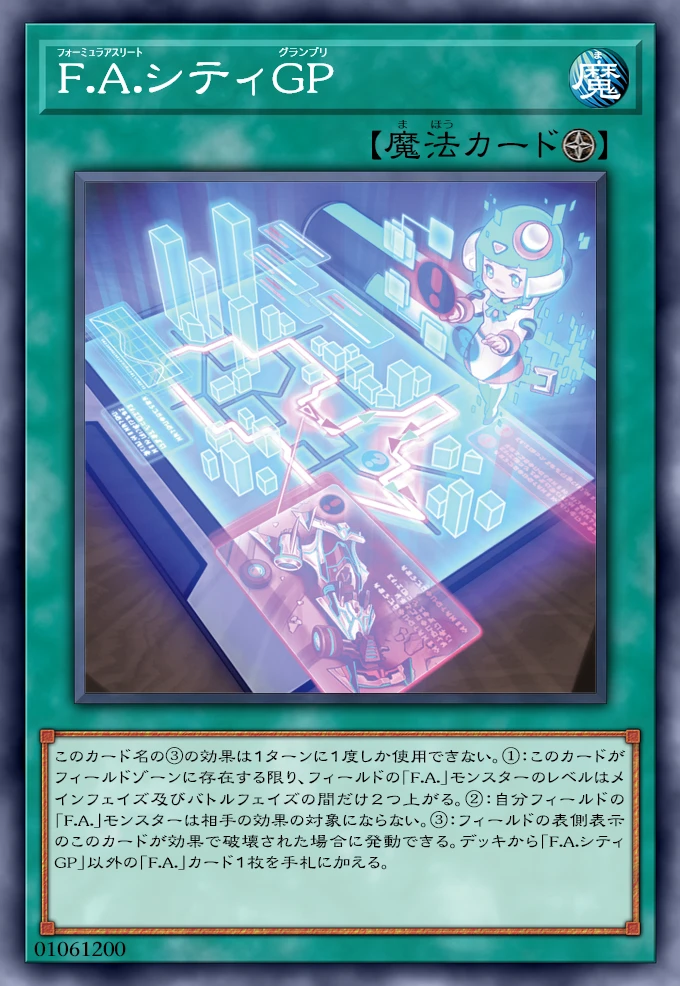 フォーミュラアスリート グランプリ
F.A.シティGP
ま
魔
ま ほう
【魔法カード】
このカード名の③の効果は1ターンに1度しか使用できない。①:このカードが
フィールドゾーンに存在する限り、フィールドの「F.A.」モンスターのレベルはメ
インフェイズ及びバトルフェイズの間だけ2つ上がる。②:自分フィールドの
「F.A.」モンスターは相手の効果の対象にならない。③:フィールドの表側表示
のこのカードが効果で破壊された場合に発動できる。デッキから「F.A.シティ
GP」以外の「F.A.」カード1枚を手札に加える。
01061200